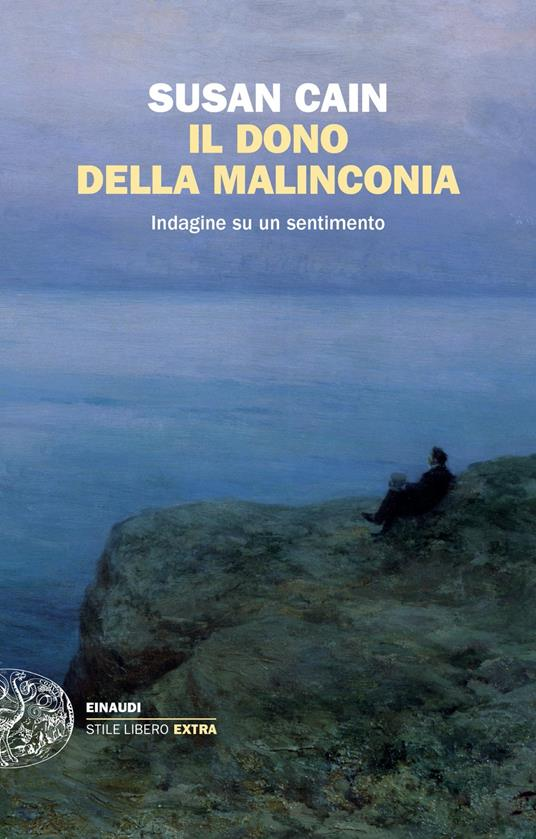 SUSAN CAIN
IL DONO
DELLA MALINCONIA
Indagine su un sentimento
EINAUDI
STILE LIBERO EXTRA